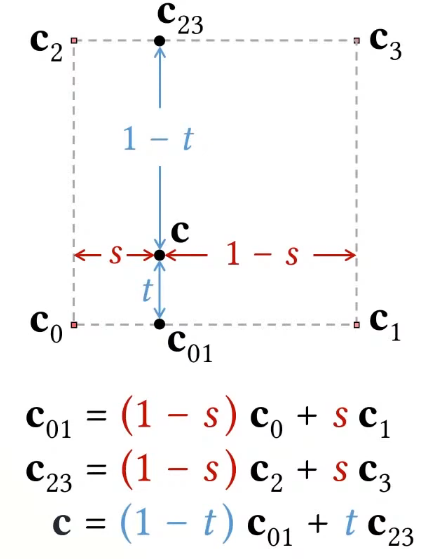 c₂₃
c₂ c₃
1 − t
c
s 1 − s
t
c₀ c₁
c₀₁
c₀₁ = (1 − s) c₀ + s c₁
c₂₃ = (1 − s) c₂ + s c₃
c = (1 − t) c₀₁ + t c₂₃